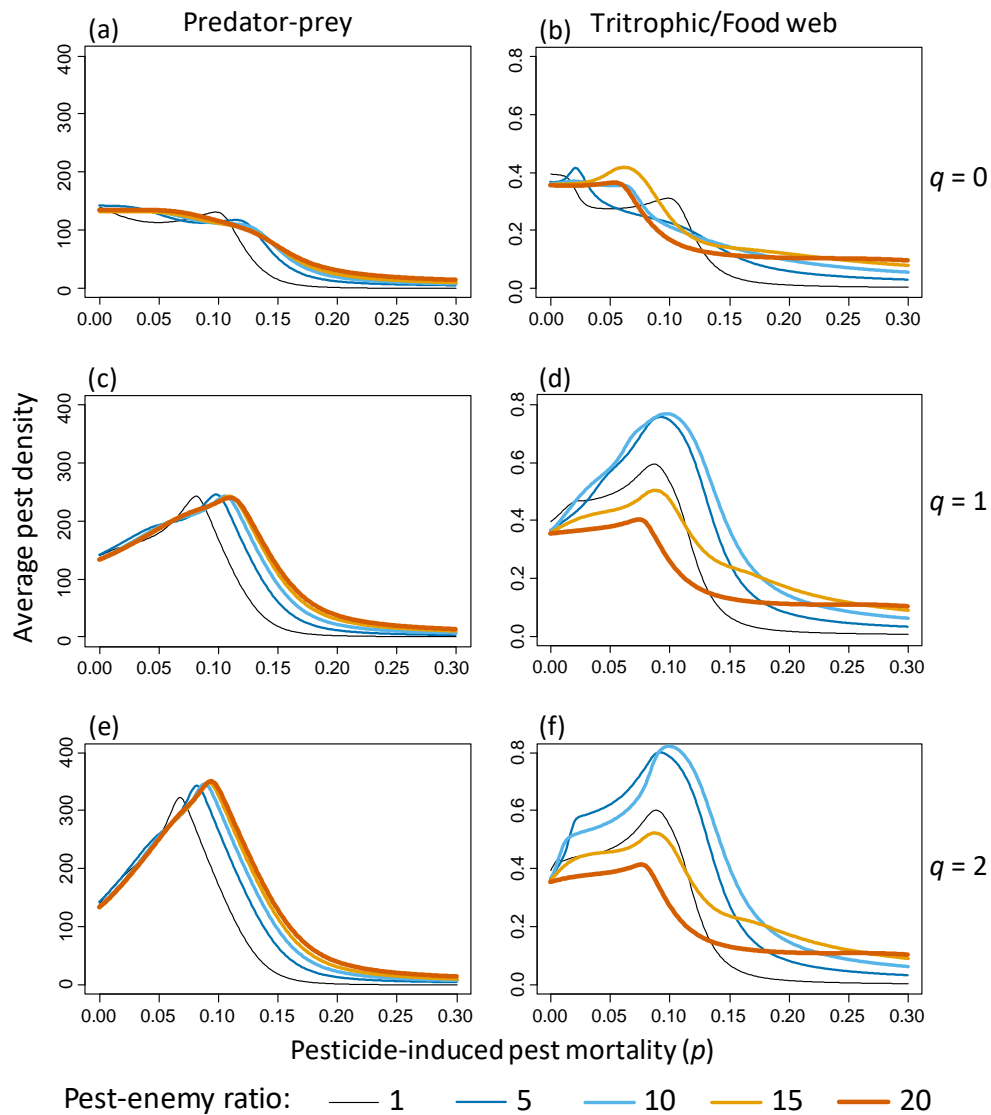 Predator-prey
Tritrophic/Food web
(a)
400
300
200
100
0
0.00 0.05 0.10 0.15 0.20 0.25 0.30
(b)
0.8
0.6
0.4
0.2
0.0
0.00 0.05 0.10 0.15 0.20 0.25 0.30
q = 0
(c)
400
300
200
100
0
0.00 0.05 0.10 0.15 0.20 0.25 0.30
(d)
0.8
0.6
0.4
0.2
0.0
0.00 0.05 0.10 0.15 0.20 0.25 0.30
q = 1
Average pest density
(e)
400
300
200
100
0
0.00 0.05 0.10 0.15 0.20 0.25 0.30
(f)
0.8
0.6
0.4
0.2
0.0
0.00 0.05 0.10 0.15 0.20 0.25 0.30
q = 2
Pesticide-induced pest mortality (p)
Pest-enemy ratio: 1 5 10 15 20